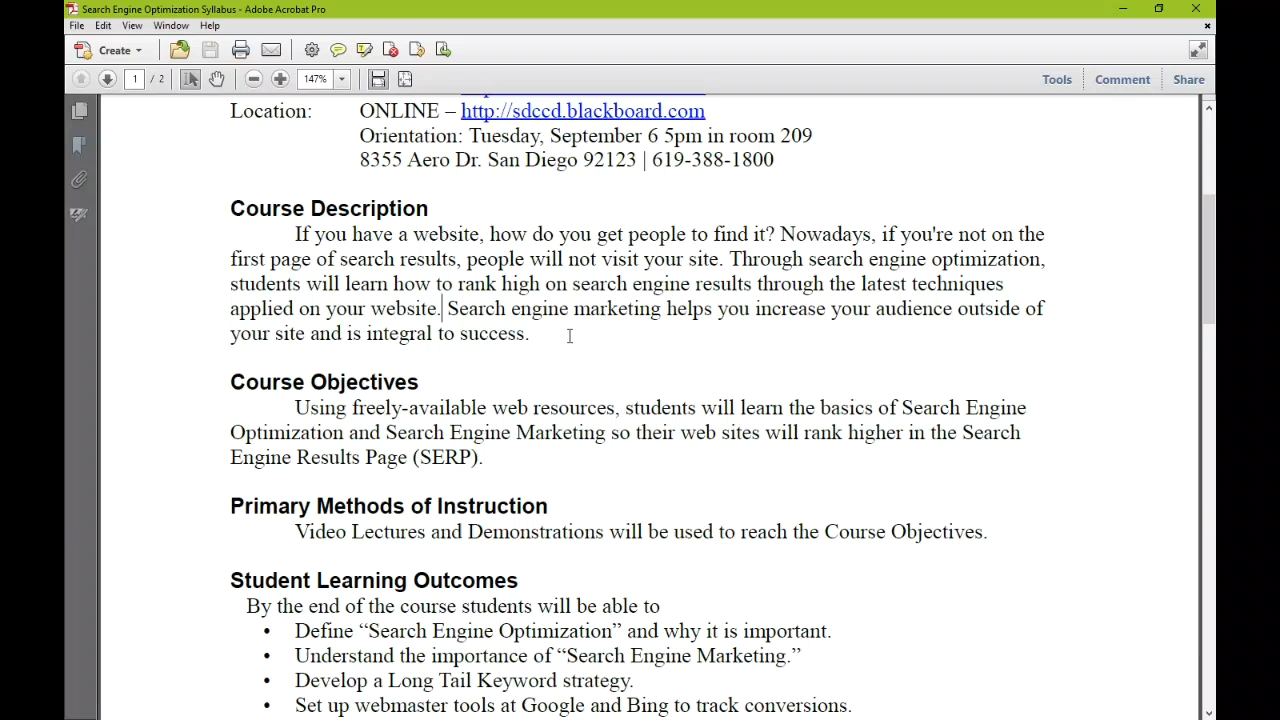 Search Engine Optimization Syllabus - Adobe Acrobat Pro
File Edit View Window Help
Create
1 / 2 147% Tools Comment Share
Location: ONLINE – http://sdccd.blackboard.com
Orientation: Tuesday, September 6 5pm in room 209
8355 Aero Dr. San Diego 92123 | 619-388-1800
Course Description
If you have a website, how do you get people to find it? Nowadays, if you're not on the
first page of search results, people will not visit your site. Through search engine optimization,
students will learn how to rank high on search engine results through the latest techniques
applied on your website. Search engine marketing helps you increase your audience outside of
your site and is integral to success.
Course Objectives
Using freely-available web resources, students will learn the basics of Search Engine
Optimization and Search Engine Marketing so their web sites will rank higher in the Search
Engine Results Page (SERP).
Primary Methods of Instruction
Video Lectures and Demonstrations will be used to reach the Course Objectives.
Student Learning Outcomes
By the end of the course students will be able to
• Define “Search Engine Optimization” and why it is important.
• Understand the importance of “Search Engine Marketing.”
• Develop a Long Tail Keyword strategy.
• Set up webmaster tools at Google and Bing to track conversions.